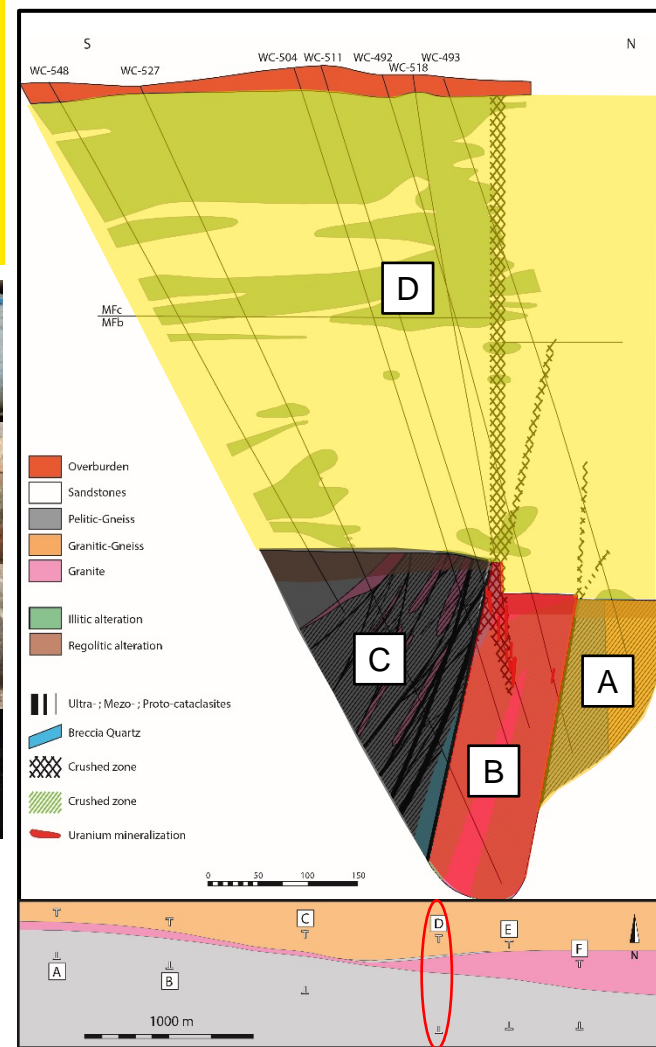 S N
WC-504 WC-511 WC-492 WC-493
WC-548 WC-527 WC-518
D
MFc
MFb
Overburden
Sandstones
Pelitic-Gneiss
Granitic-Gneiss
Granite
Illitic alteration
Regolitic alteration
C
A
Ultra- ; Mezo- ; Proto-cataclasites
Breccia Quartz
B
Crushed zone
Crushed zone
Uranium mineralization
0 50 100 150
C D E
F
N
A B
1000 m